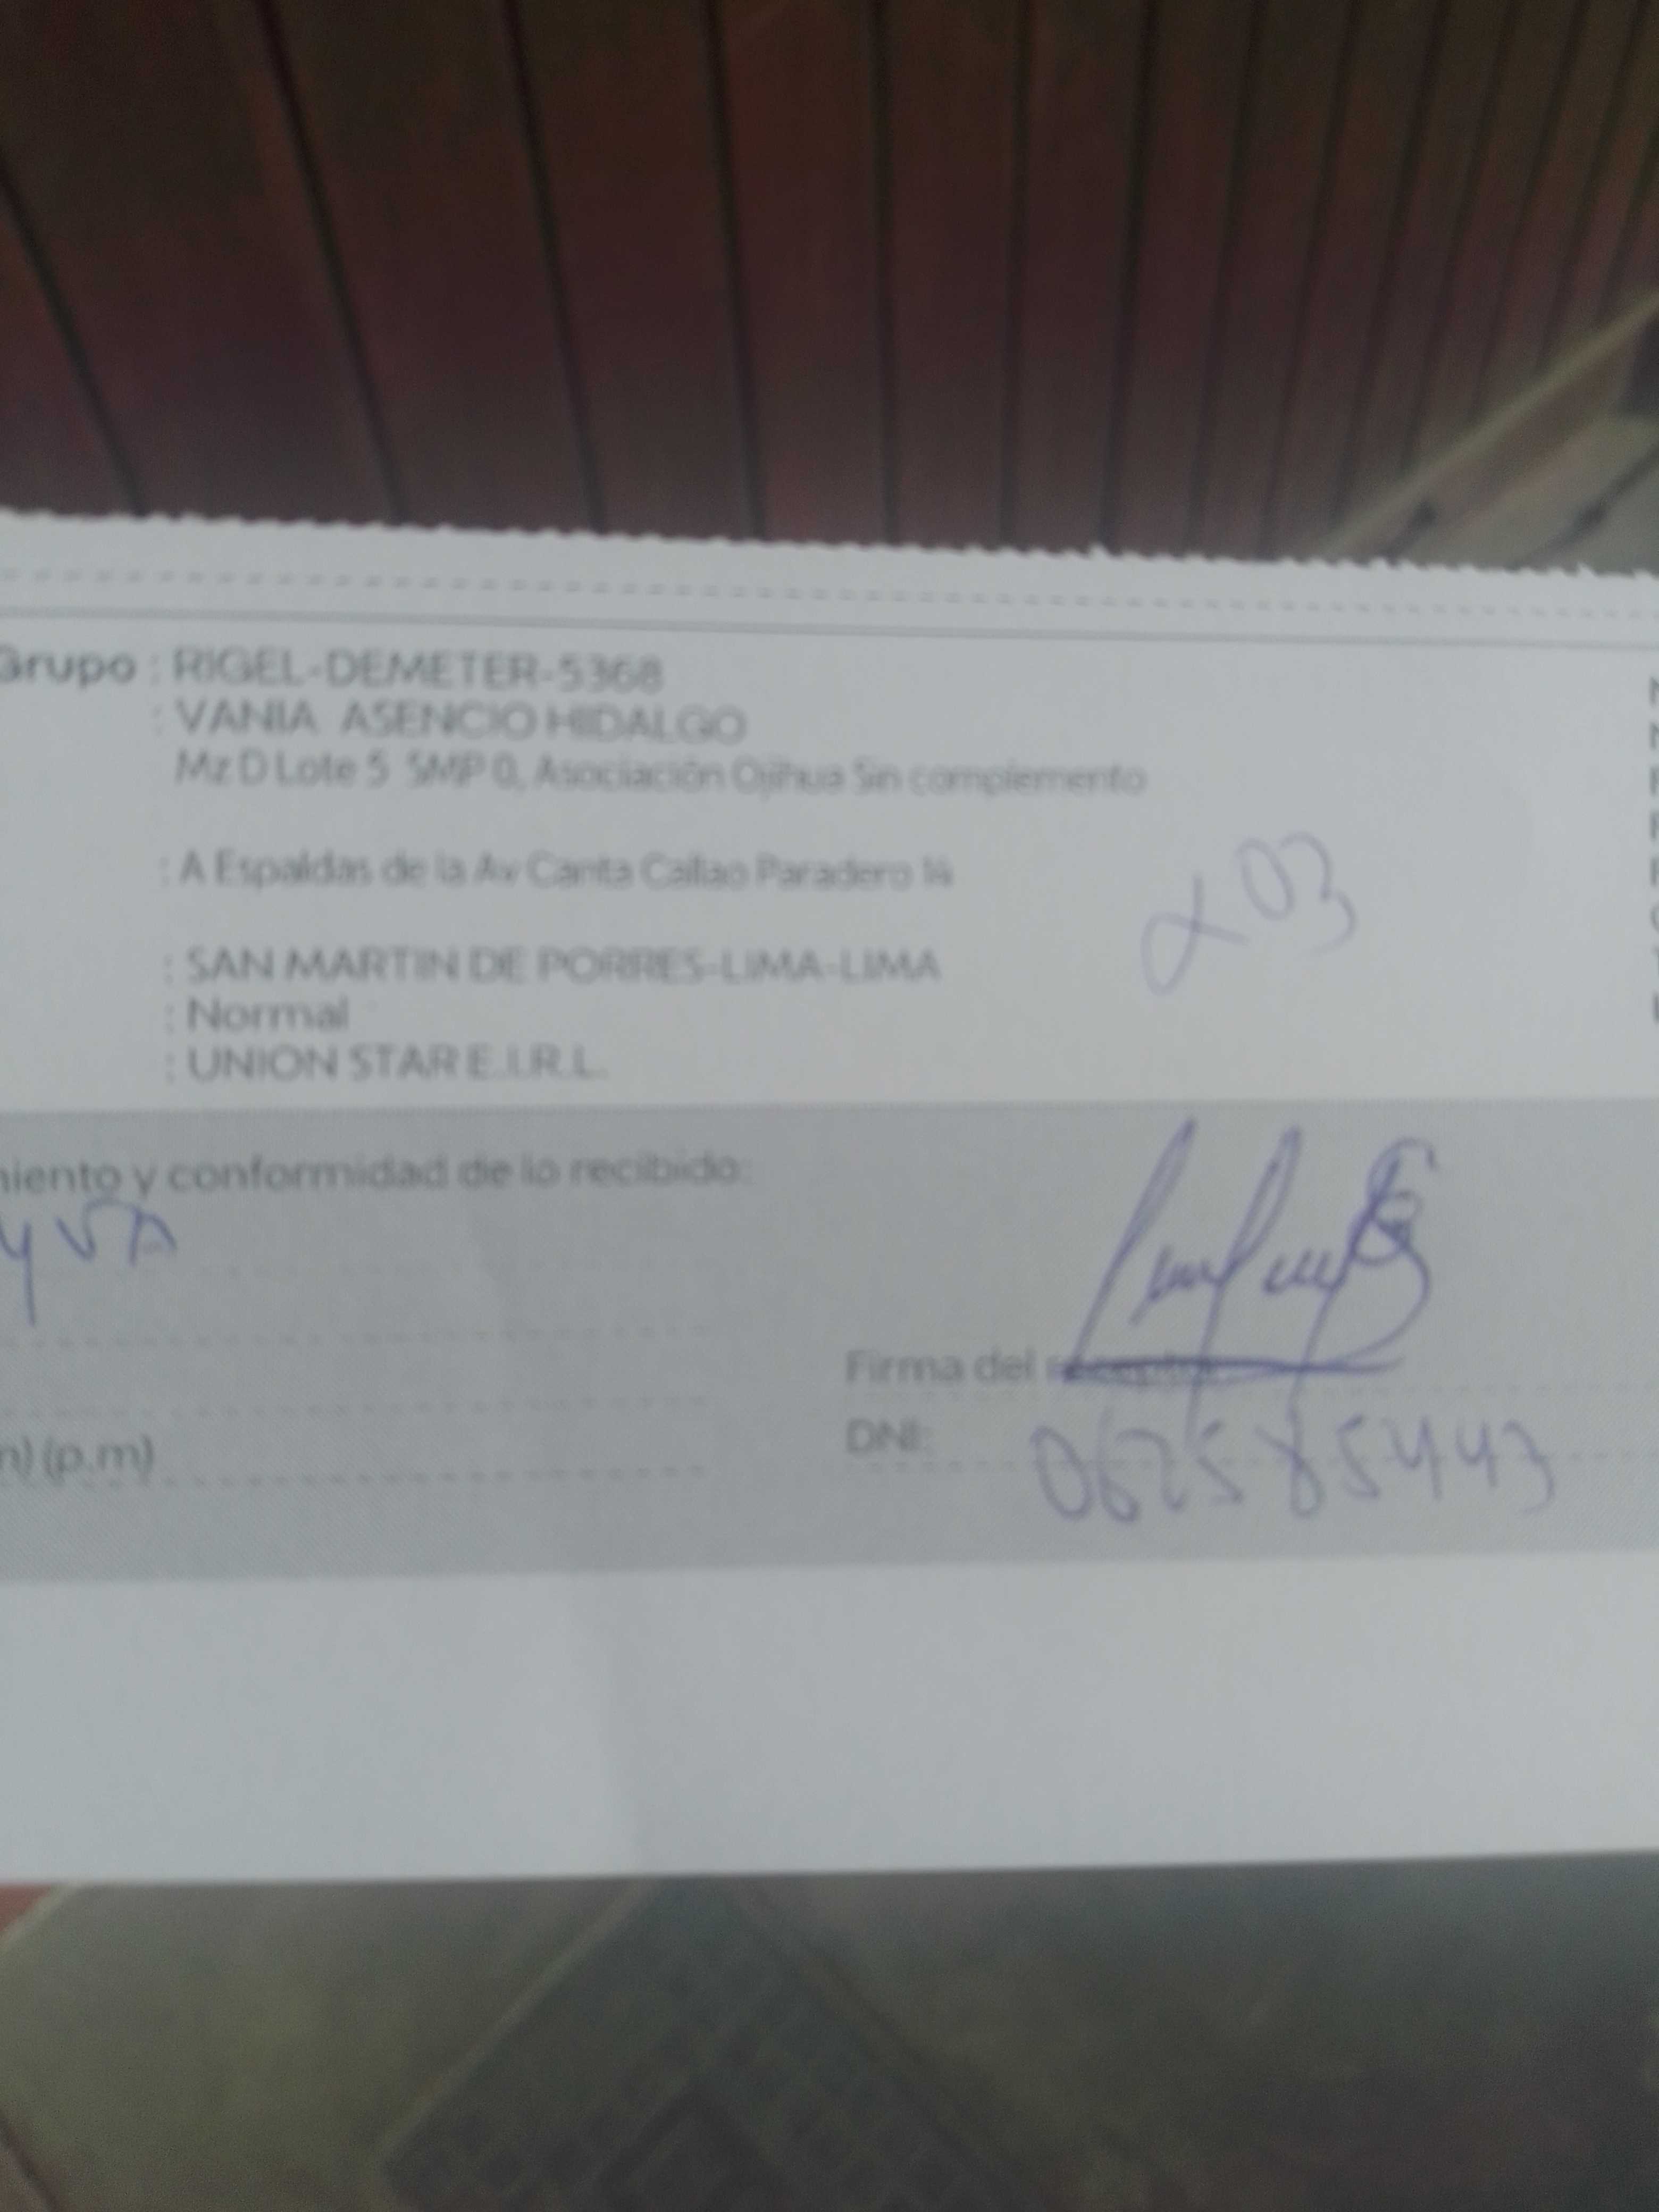 Grupo : RIGEL-DEMETER-5368
: VANIA ASENCIO HIDALGO
Mz D Lote 5 SMP 0, Asociación Ojihua Sin complemento
: A Espaldas de la Av Canta Callao Paradero 14
x03
: SAN MARTIN DE PORRES-LIMA-LIMA
: Normal
: UNION STAR E.I.R.L.
miento y conformidad de lo recibido:
Firma del receptor
DNI:
m) (p.m)